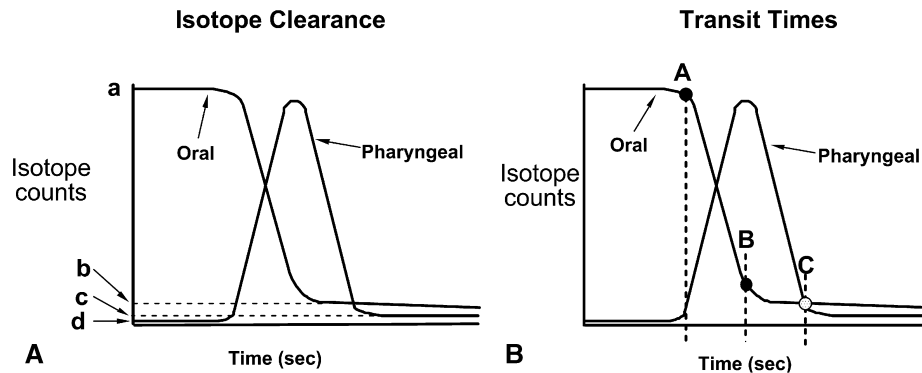 Isotope Clearance
a
Oral
Pharyngeal
Isotope
counts
b
c
d
A
Time (sec)
Transit Times
A
Oral
Pharyngeal
Isotope
counts
B
C
B
Time (sec)